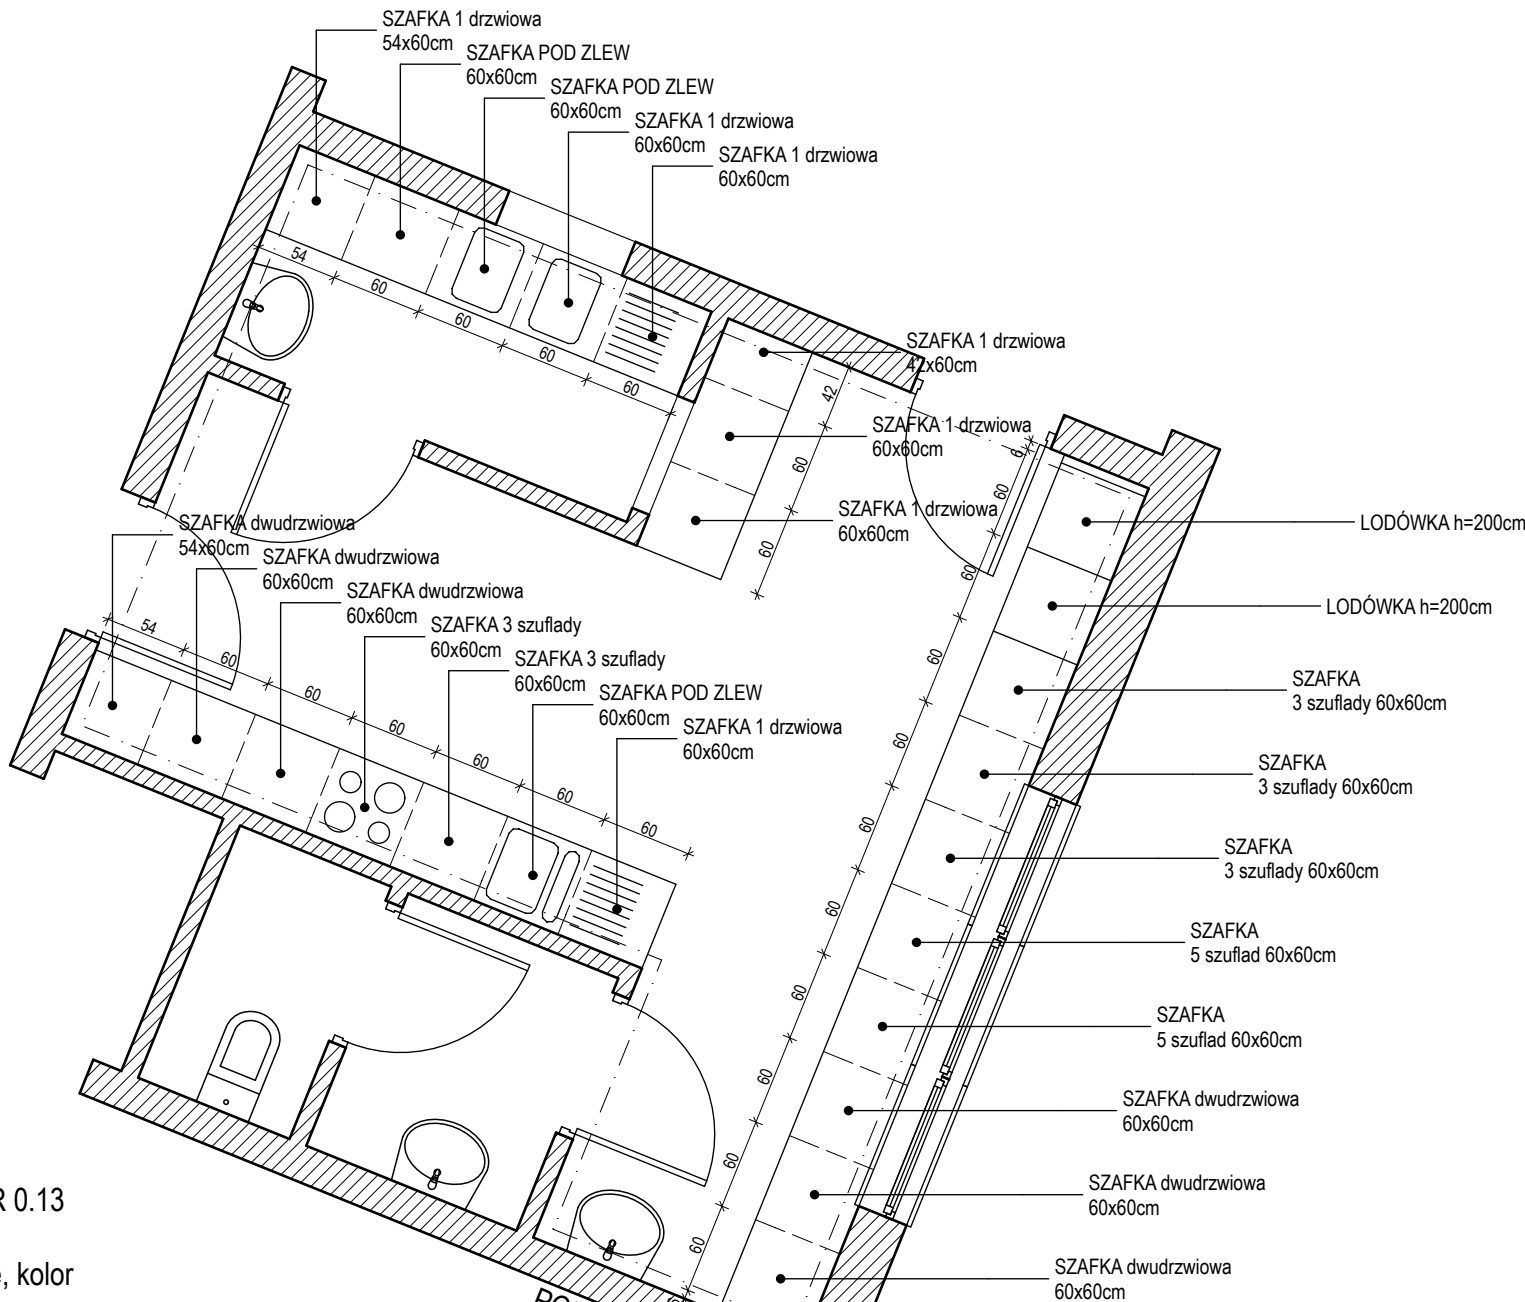 SZAFKA 1 drzwiowa
54x60cm
SZAFKA POD ZLEW
60x60cm
SZAFKA POD ZLEW
60x60cm
SZAFKA 1 drzwiowa
60x60cm
SZAFKA 1 drzwiowa
60x60cm
54
60
60
60
60
SZAFKA 1 drzwiowa
42x60cm
SZAFKA 1 drzwiowa
60x60cm
SZAFKA 1 drzwiowa
60x60cm
42
60
60
SZAFKA dwudrzwiowa
54x60cm
SZAFKA dwudrzwiowa
60x60cm
SZAFKA dwudrzwiowa
60x60cm
SZAFKA 3 szuflady
60x60cm
SZAFKA 3 szuflady
60x60cm
SZAFKA POD ZLEW
60x60cm
SZAFKA 1 drzwiowa
60x60cm
54
60
60
60
60
60
60
LODÓWKA h=200cm
LODÓWKA h=200cm
SZAFKA
3 szuflady 60x60cm
SZAFKA
3 szuflady 60x60cm
SZAFKA
3 szuflady 60x60cm
SZAFKA
5 szuflad 60x60cm
SZAFKA
5 szuflad 60x60cm
SZAFKA dwudrzwiowa
60x60cm
SZAFKA dwudrzwiowa
60x60cm
SZAFKA dwudrzwiowa
60x60cm
6
60
60
60
60
60
60
60
60
60
60
R 0.13
, kolor